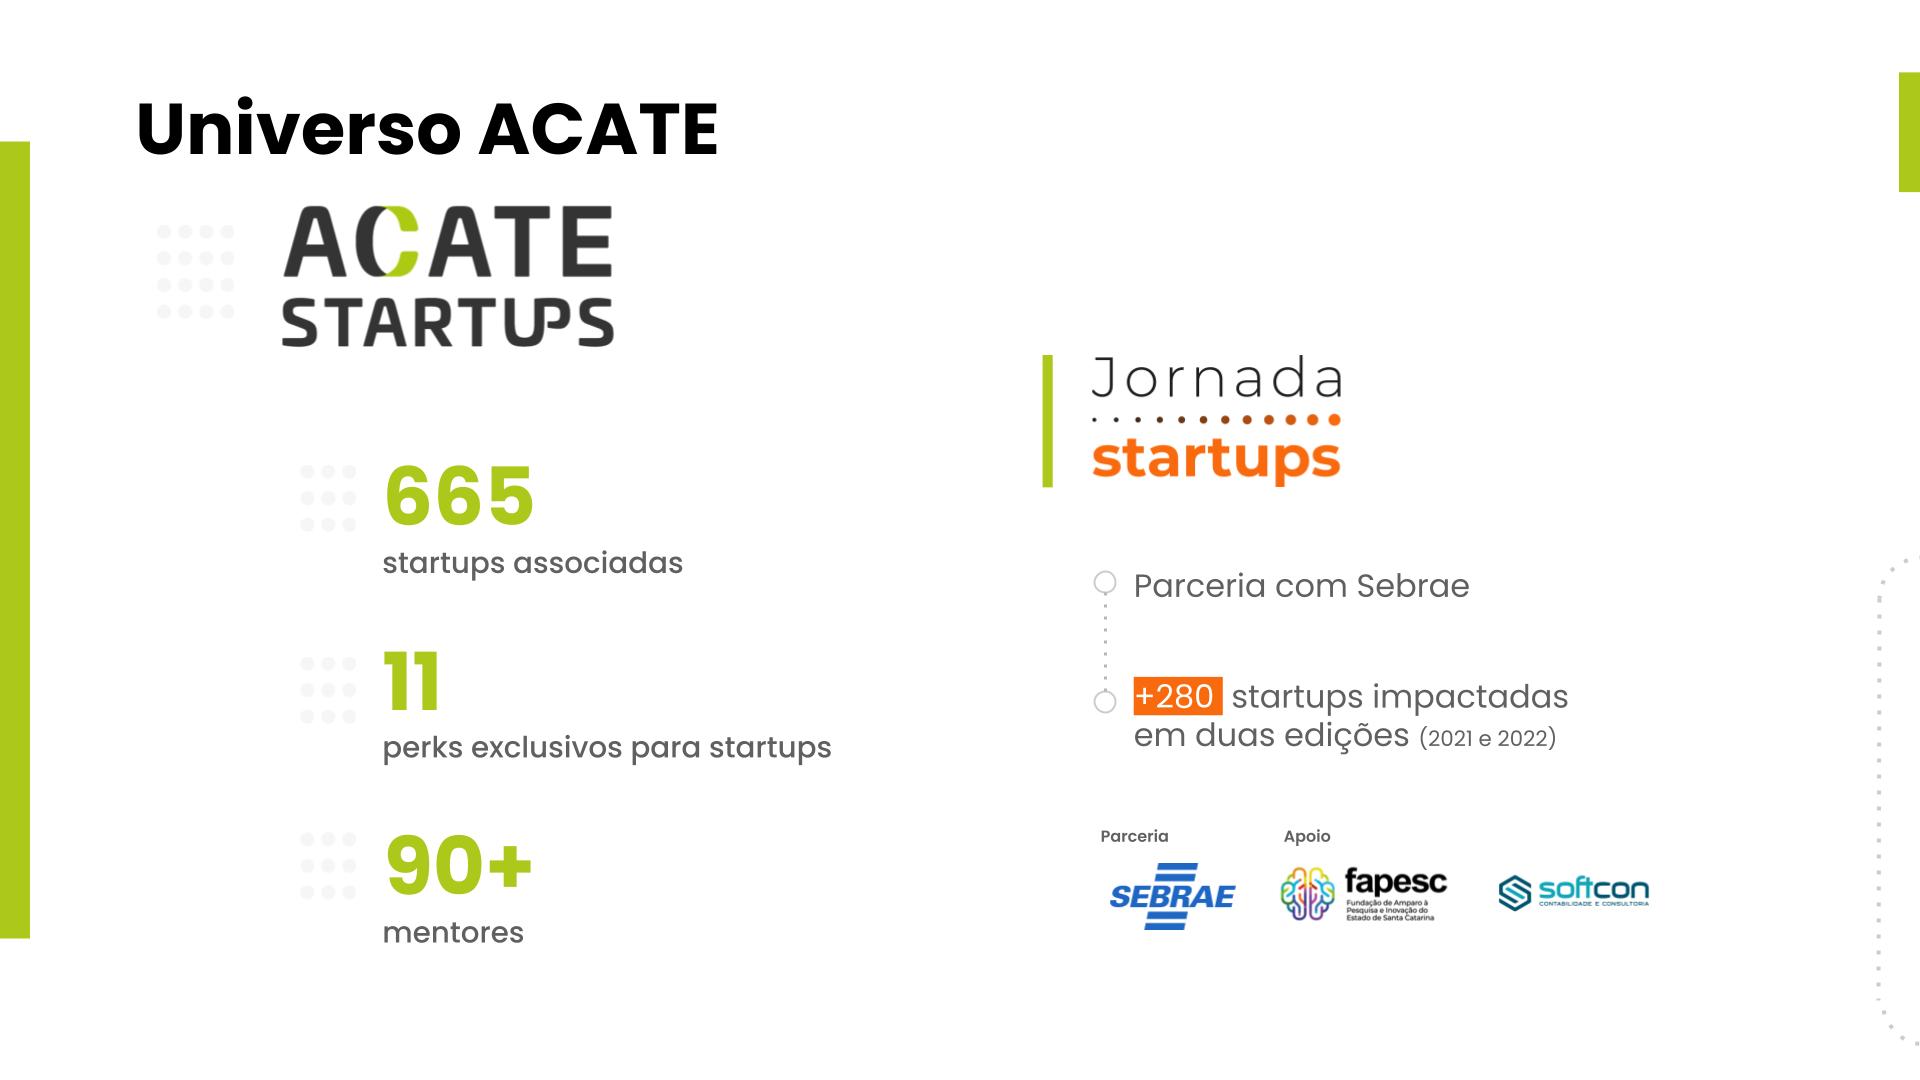 Universo ACATE
ACATE
STARTUPS
665
startups associadas
11
perks exclusivos para startups
90+
mentores
Jornada
startups
Parceria com Sebrae
+280 startups impactadas
em duas edições (2021 e 2022)
Parceria
SEBRAE
Apoio
fapesc
Fundação de Amparo à
Pesquisa e Inovação do
Estado de Santa Catarina
softcon
CONTABILIDADE E CONSULTORIA